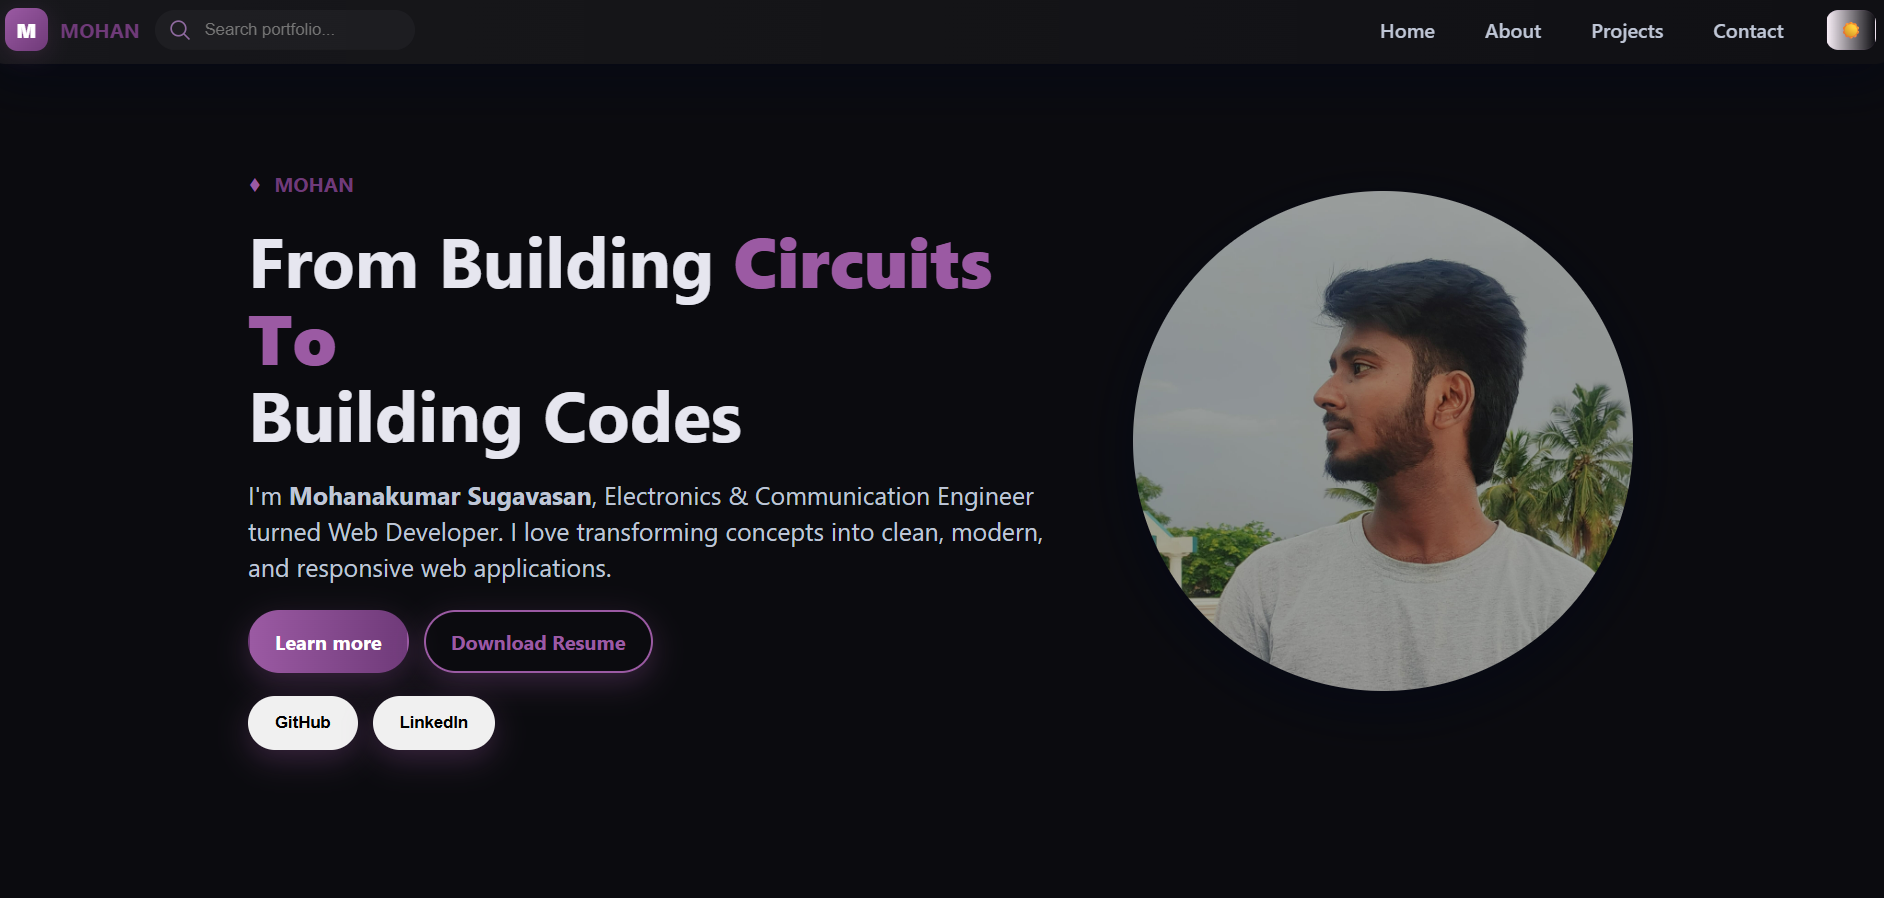 M MOHAN Search portfolio... Home About Projects Contact
♦ MOHAN
From Building Circuits
To
Building Codes
I'm Mohanakumar Sugavasan, Electronics & Communication Engineer
turned Web Developer. I love transforming concepts into clean, modern,
and responsive web applications.
Learn more Download Resume
GitHub LinkedIn